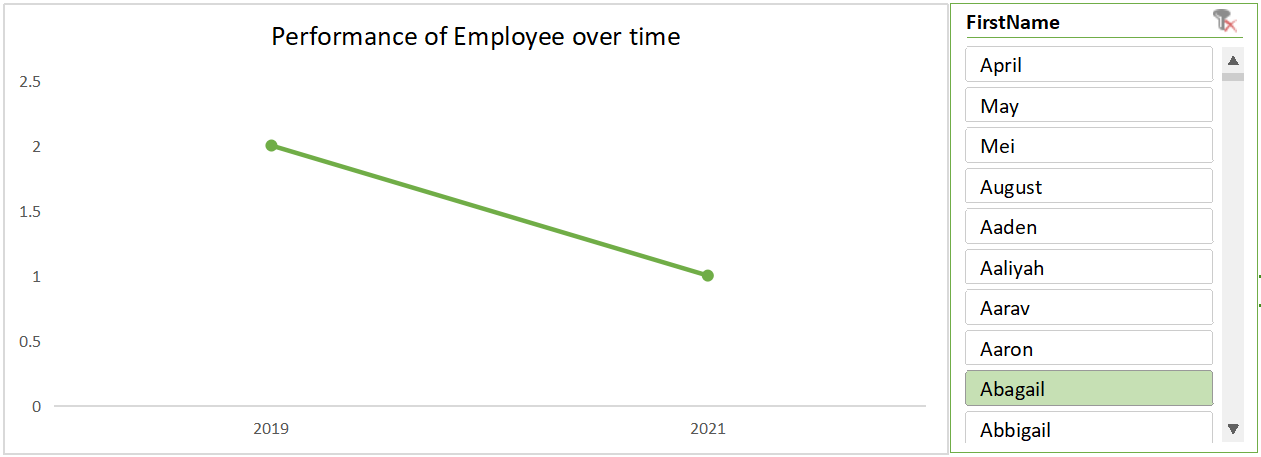 Performance of Employee over time
2.5
2
1.5
1
0.5
0
2019 2021
FirstName
April
May
Mei
August
Aaden
Aaliyah
Aarav
Aaron
Abagail
Abbigail